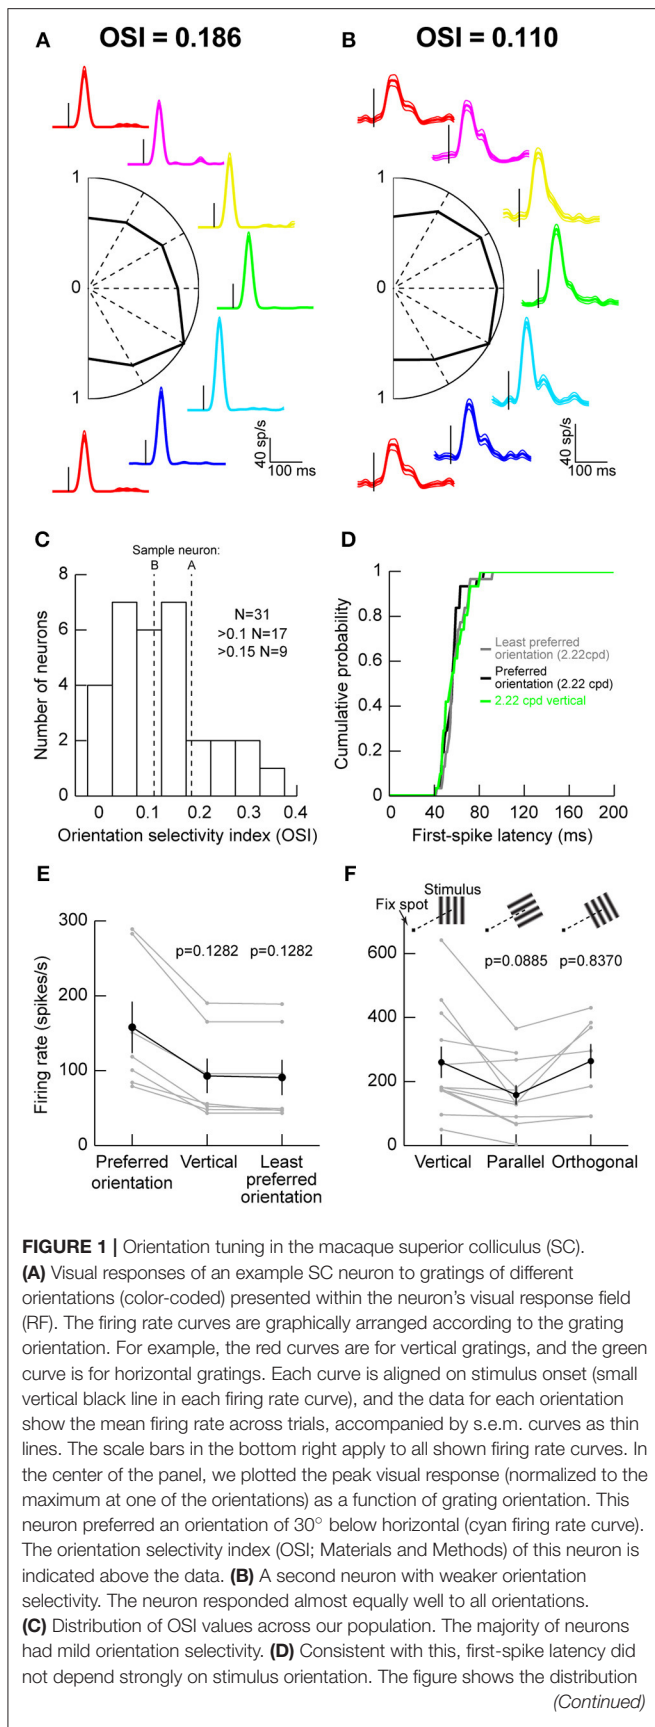 A OSI = 0.186
B OSI = 0.110
1
0
1
1
0
1
40 sp/s
100 ms
40 sp/s
100 ms
C
Sample neuron:
B A
8
6
4
2
0
Number of neurons
N=31
>0.1 N=17
>0.15 N=9
0 0.1 0.2 0.3 0.4
Orientation selectivity index (OSI)
D
1
0.8
0.6
0.4
0.2
0
Cumulative probability
Least preferred
orientation (2.22cpd)
Preferred
orientation (2.22 cpd)
2.22 cpd vertical
0 40 80 120 160 200
First-spike latency (ms)
E
300
200
100
0
Firing rate (spikes/s)
p=0.1282 p=0.1282
Preferred
orientation
Vertical
Least
preferred
orientation
F
Stimulus
Fix spot
p=0.0885 p=0.8370
600
400
200
0
Vertical Parallel Orthogonal
FIGURE 1 | Orientation tuning in the macaque superior colliculus (SC).
(A) Visual responses of an example SC neuron to gratings of different
orientations (color-coded) presented within the neuron's visual response field
(RF). The firing rate curves are graphically arranged according to the grating
orientation. For example, the red curves are for vertical gratings, and the green
curve is for horizontal gratings. Each curve is aligned on stimulus onset (small
vertical black line in each firing rate curve), and the data for each orientation
show the mean firing rate across trials, accompanied by s.e.m. curves as thin
lines. The scale bars in the bottom right apply to all shown firing rate curves. In
the center of the panel, we plotted the peak visual response (normalized to the
maximum at one of the orientations) as a function of grating orientation. This
neuron preferred an orientation of 30° below horizontal (cyan firing rate curve).
The orientation selectivity index (OSI; Materials and Methods) of this neuron is
indicated above the data. (B) A second neuron with weaker orientation
selectivity. The neuron responded almost equally well to all orientations.
(C) Distribution of OSI values across our population. The majority of neurons
had mild orientation selectivity. (D) Consistent with this, first-spike latency did
not depend strongly on stimulus orientation. The figure shows the distribution
(Continued)